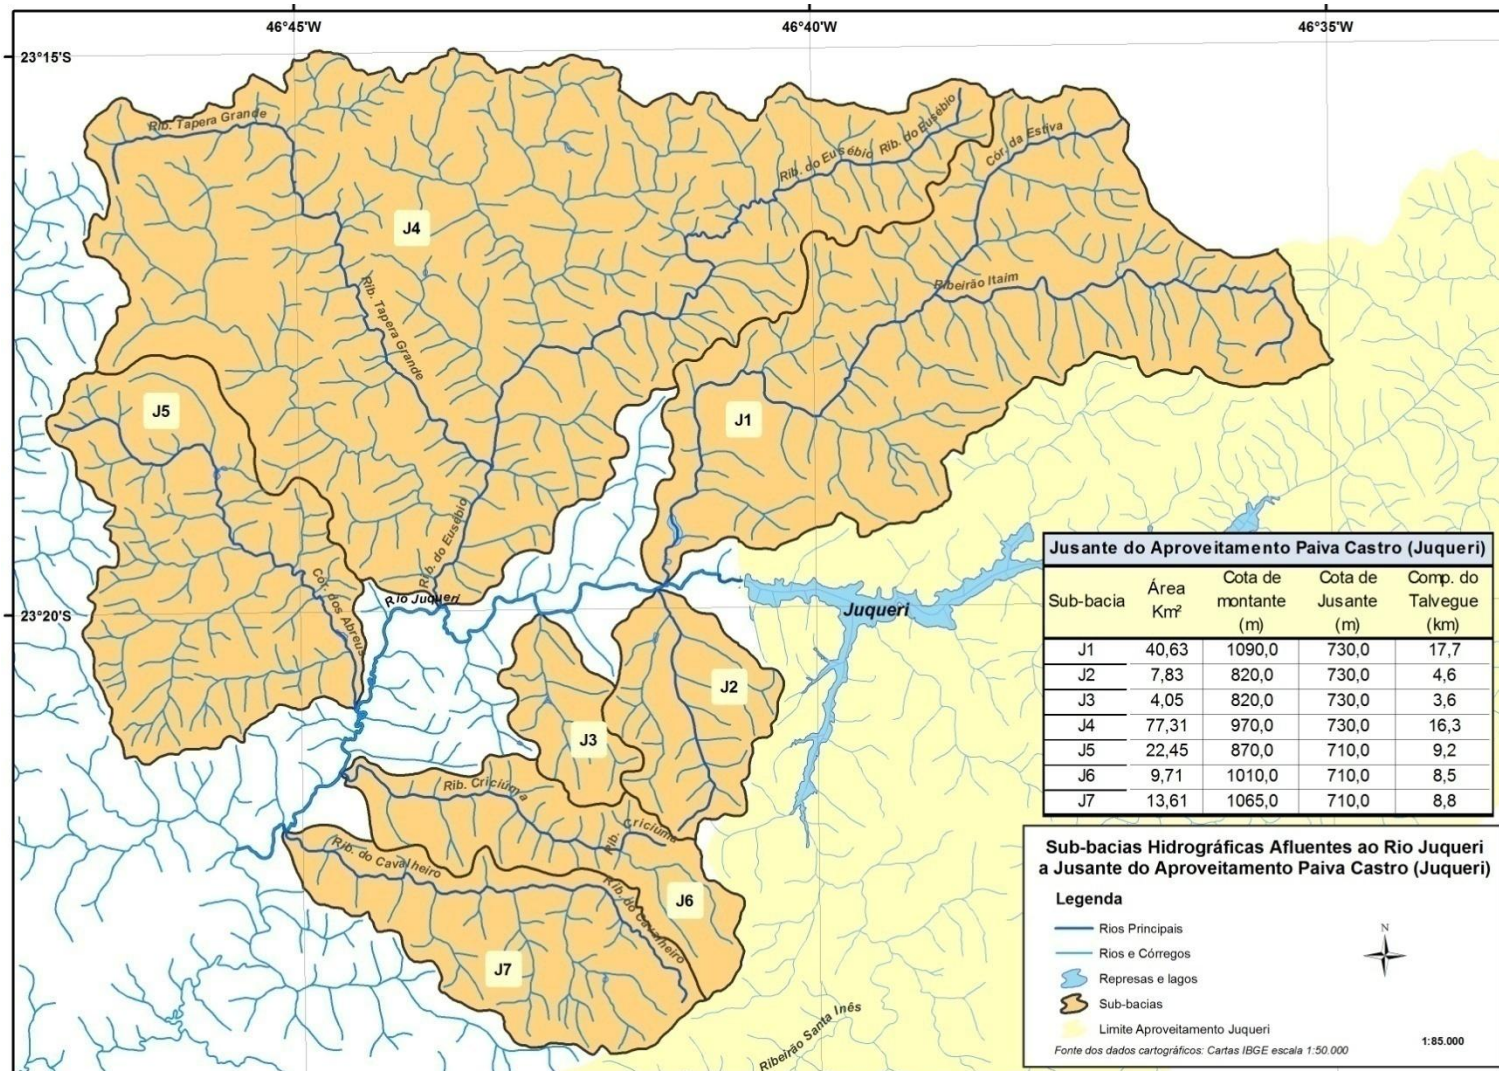 46°45'W
46°40'W
46°35'W
23°15'S
23°20'S
Rib. Tapera Grande
Rib. do Eusébio
Rib. do Eusébio
Cór. da Estiva
J4
Rib. Tapera Grande
Ribeirão Itaim
J5
J1
Rib. do Eusébio
Cór. dos Abreus
Rio Juqueri
Juqueri
J2
J3
Rib. Criciúma
Rib. Criciúma
Rib. do Cavalheiro
Rib. do Cavalheiro
J6
J7
Ribeirão Santa Inês
Jusante do Aproveitamento Paiva Castro (Juqueri)
Sub-bacia Área Km² Cota de montante (m) Cota de Jusante (m) Comp. do Talvegue (km)
J1 40,63 1090,0 730,0 17,7
J2 7,83 820,0 730,0 4,6
J3 4,05 820,0 730,0 3,6
J4 77,31 970,0 730,0 16,3
J5 22,45 870,0 710,0 9,2
J6 9,71 1010,0 710,0 8,5
J7 13,61 1065,0 710,0 8,8
Sub-bacias Hidrográficas Afluentes ao Rio Juqueri
a Jusante do Aproveitamento Paiva Castro (Juqueri)
Legenda
Rios Principais
Rios e Córregos
Represas e lagos
Sub-bacias
Limite Aproveitamento Juqueri
N
Fonte dos dados cartográficos: Cartas IBGE escala 1:50.000
1:85.000